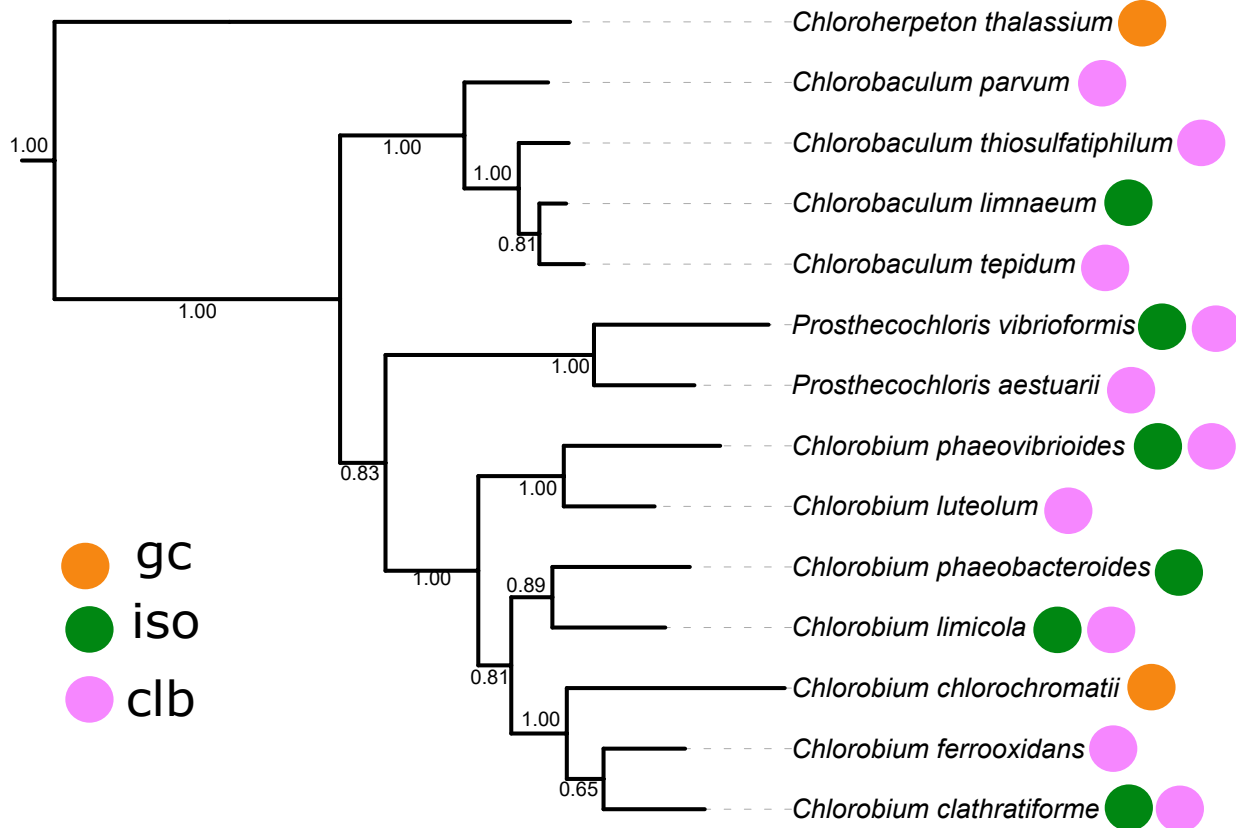 Chloroherpeton thalassium
Chlorobaculum parvum
1.00
1.00
Chlorobaculum thiosulfatiphilum
1.00
Chlorobaculum limnaeum
0.81
Chlorobaculum tepidum
1.00
Prosthecochloris vibrioformis
1.00
Prosthecochloris aestuarii
Chlorobium phaeovibrioides
0.83
1.00
Chlorobium luteolum
gc
1.00
0.89
Chlorobium phaeobacteroides
iso
Chlorobium limicola
0.81
clb
Chlorobium chlorochromatii
1.00
Chlorobium ferrooxidans
0.65
Chlorobium clathratiforme